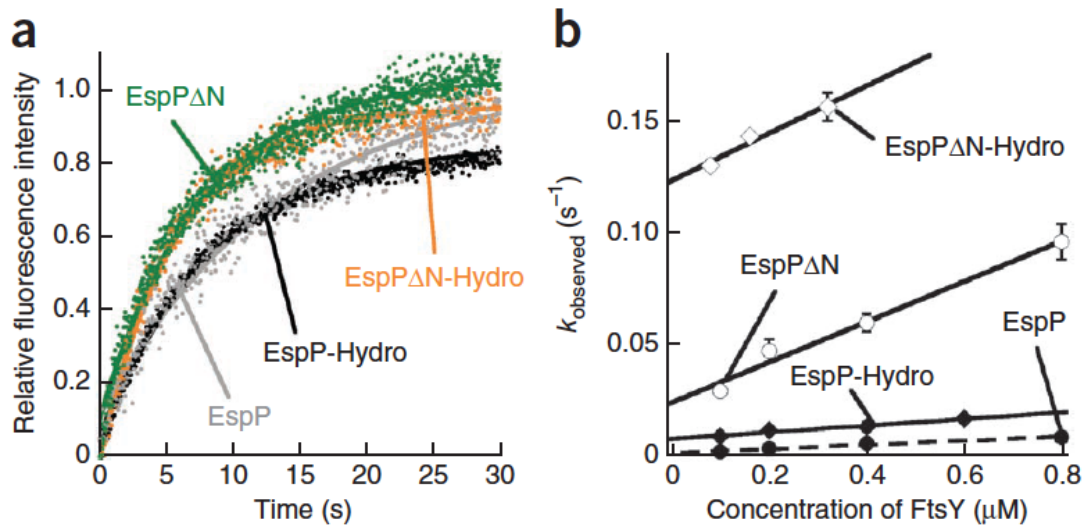 a
Relative fluorescence intensity
1.0
0.8
0.6
0.4
0.2
0
0
5
10
15
20
25
30
Time (s)
EspPΔN
EspPΔN-Hydro
EspP-Hydro
EspP
b
k observed (s⁻¹)
0.15
0.10
0.05
0
0
0.2
0.4
0.6
0.8
Concentration of FtsY (μM)
EspPΔN-Hydro
EspPΔN
EspP
EspP-Hydro